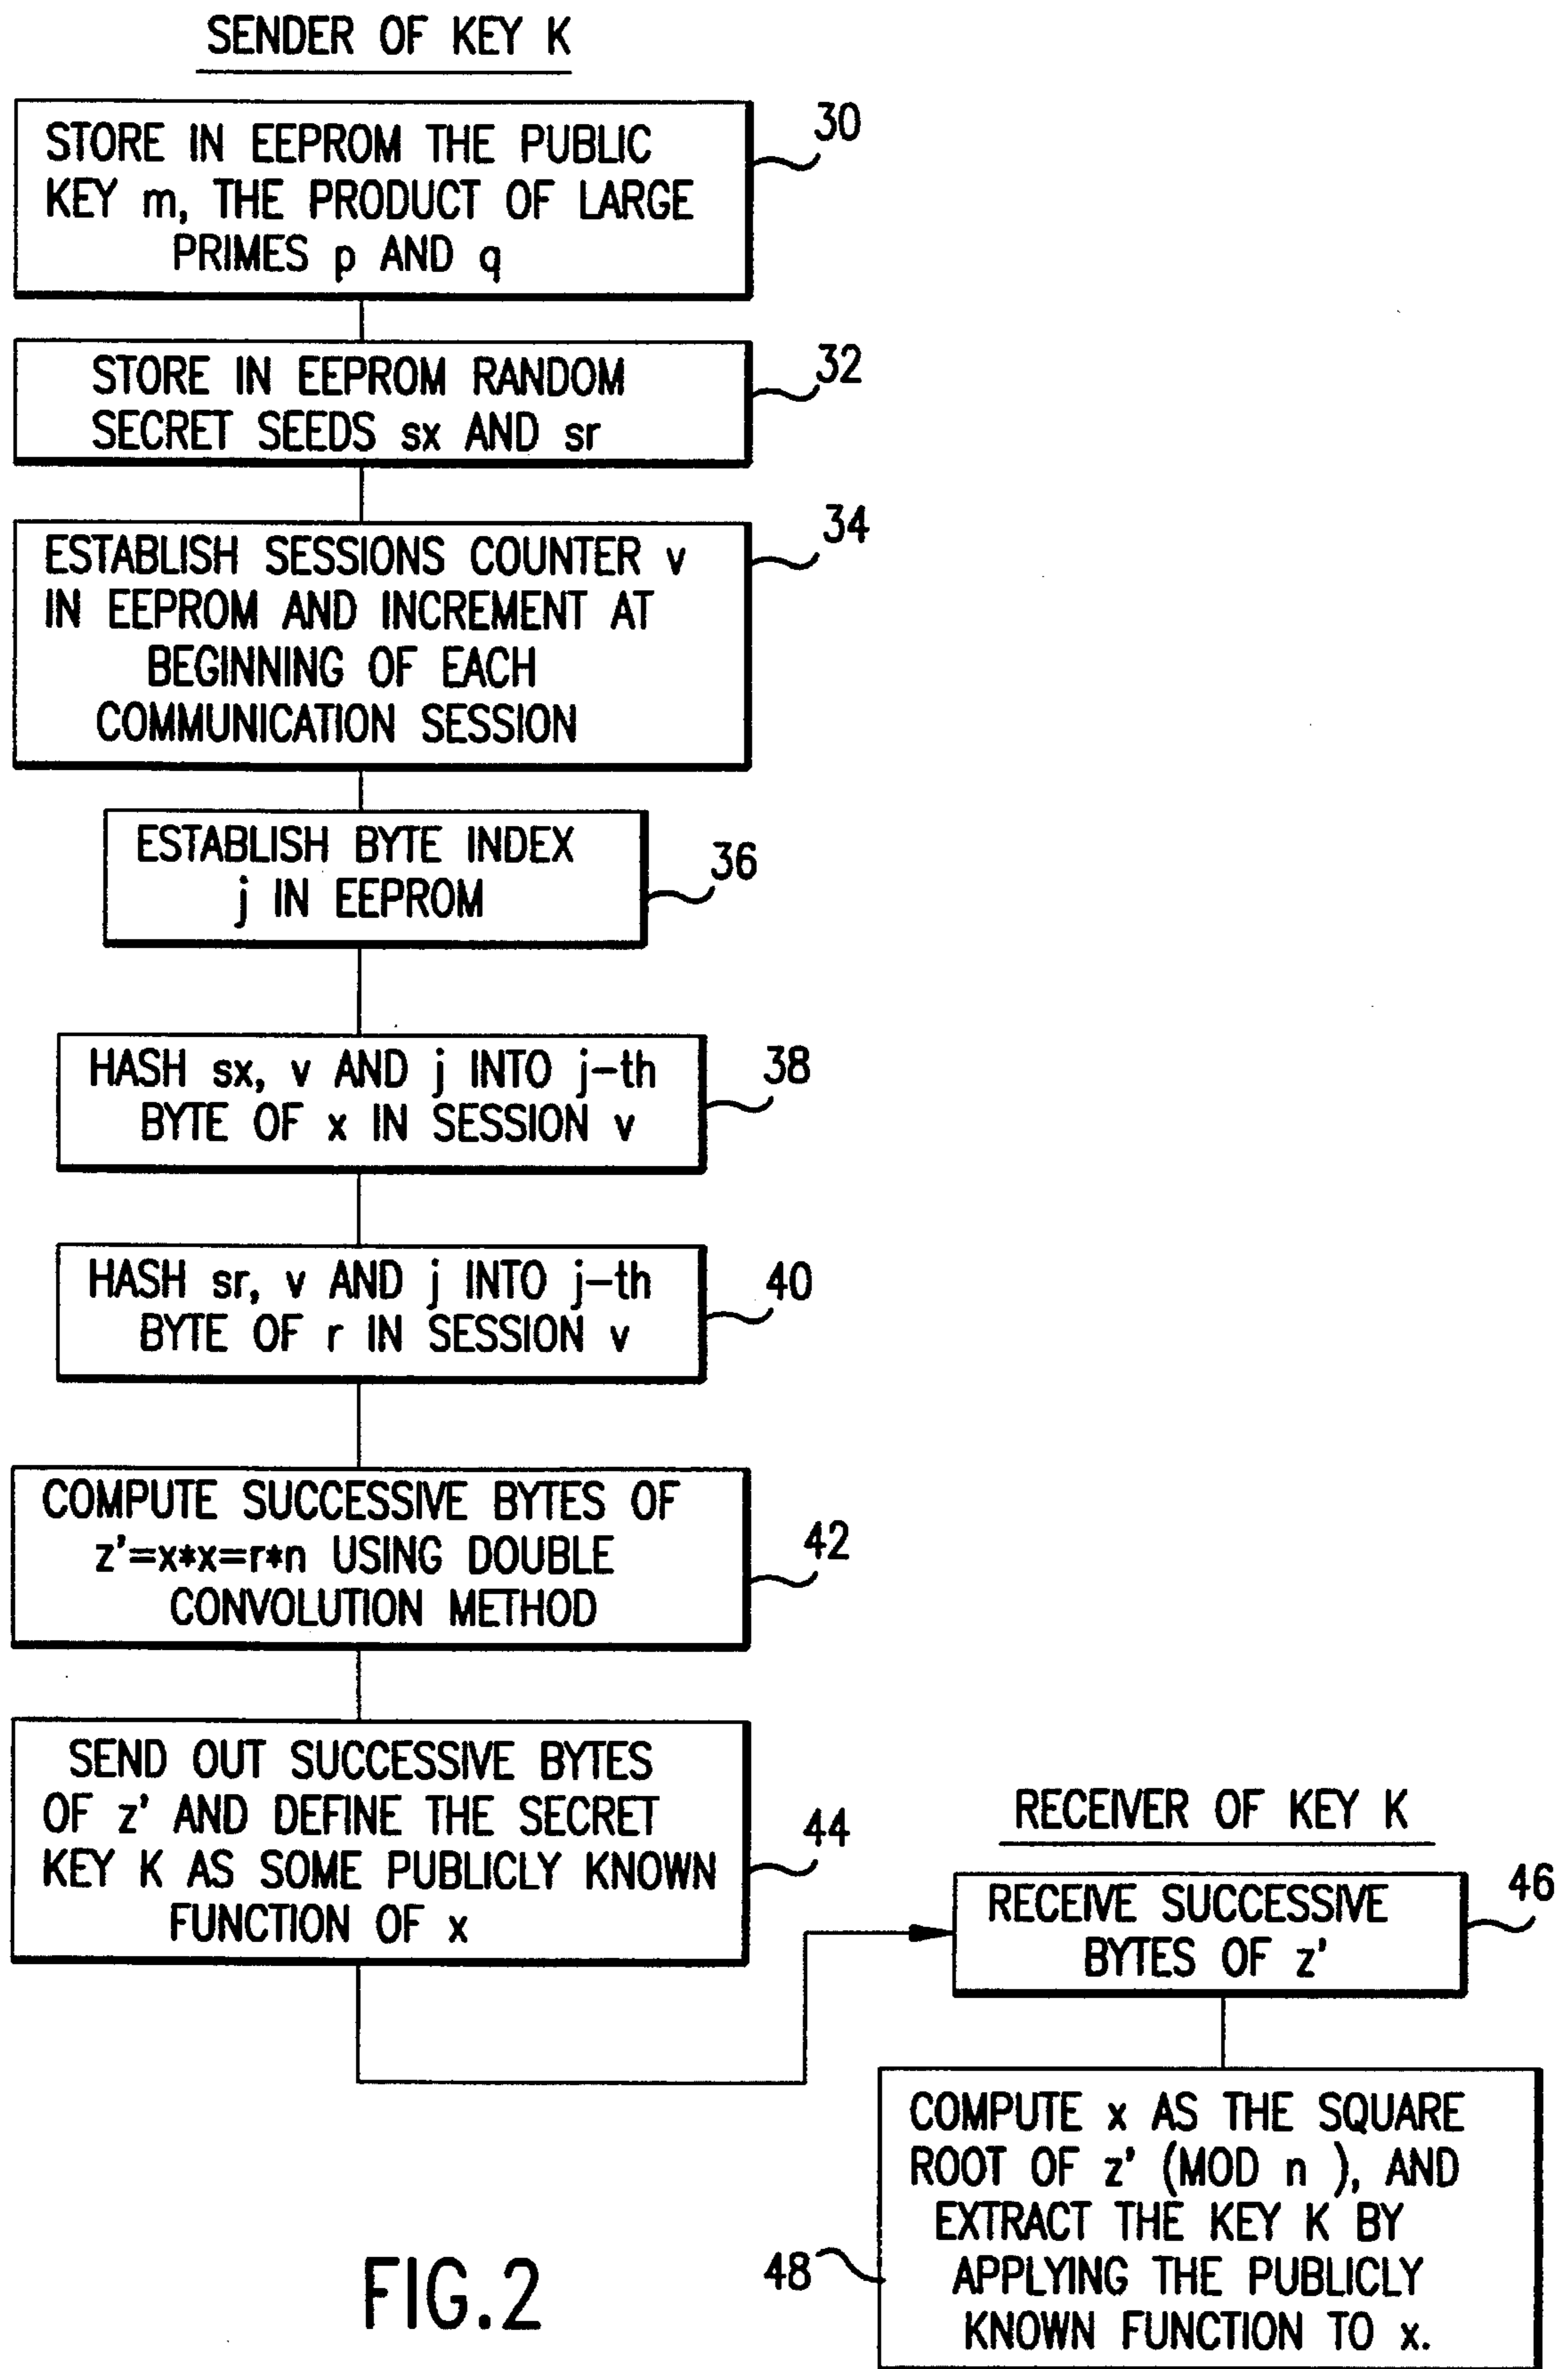 SENDER OF KEY K
STORE IN EEPROM THE PUBLIC
KEY m, THE PRODUCT OF LARGE
PRIMES p AND q
30
STORE IN EEPROM RANDOM
SECRET SEEDS sx AND sr
32
ESTABLISH SESSIONS COUNTER v
IN EEPROM AND INCREMENT AT
BEGINNING OF EACH
COMMUNICATION SESSION
34
ESTABLISH BYTE INDEX
j IN EEPROM
36
HASH sx, v AND j INTO j-th
BYTE OF x IN SESSION v
38
HASH sr, v AND j INTO j-th
BYTE OF r IN SESSION v
40
COMPUTE SUCCESSIVE BYTES OF
z'=x*x=r*n USING DOUBLE
CONVOLUTION METHOD
42
SEND OUT SUCCESSIVE BYTES
OF z' AND DEFINE THE SECRET
KEY K AS SOME PUBLICLY KNOWN
FUNCTION OF x
44
RECEIVER OF KEY K
RECEIVE SUCCESSIVE
BYTES OF z'
46
COMPUTE x AS THE SQUARE
ROOT OF z' (MOD n ), AND
EXTRACT THE KEY K BY
APPLYING THE PUBLICLY
KNOWN FUNCTION TO x.
48
FIG.2